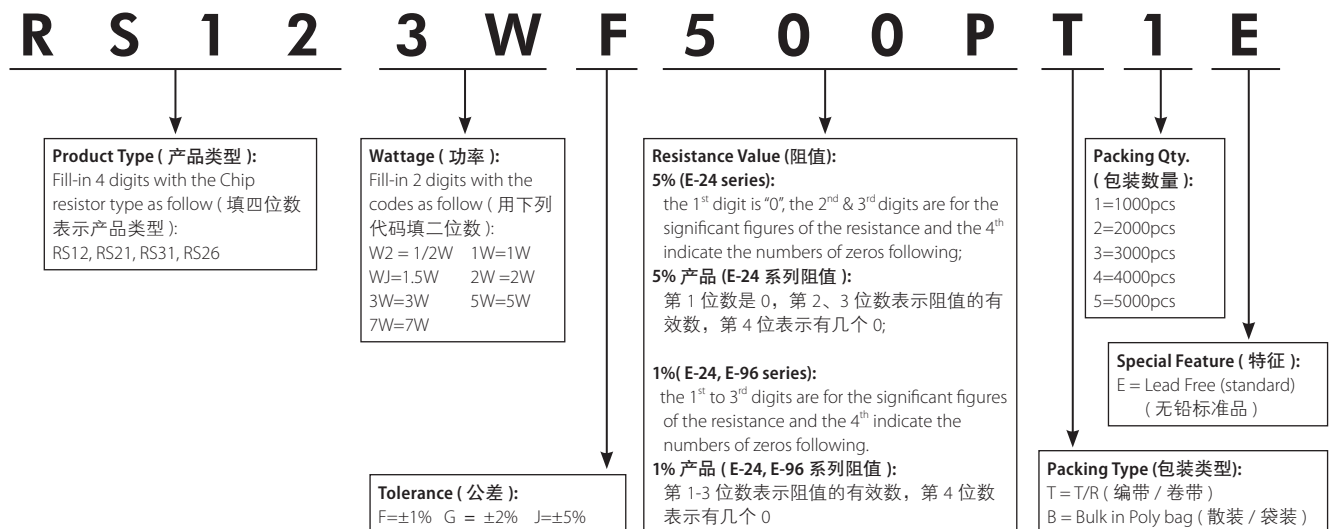 R S 1 2 3 W F 5 0 0 P T 1 E
Product Type ( 产品类型 ):
Fill-in 4 digits with the Chip
resistor type as follow ( 填四位数
表示产品类型 ):
RS12, RS21, RS31, RS26
Wattage ( 功率 ):
Fill-in 2 digits with the
codes as follow ( 用下列
代码填二位数 ):
W2 = 1/2W 1W=1W
WJ=1.5W 2W =2W
3W=3W 5W=5W
7W=7W
Tolerance ( 公差 ):
F=±1% G = ±2% J=±5%
Resistance Value (阻值):
5% (E-24 series):
the 1st digit is “0”, the 2nd & 3rd digits are for the
significant figures of the resistance and the 4th
indicate the numbers of zeros following;
5% 产品 (E-24 系列阻值 ):
第 1 位数是 0，第 2、3 位数表示阻值的有
效数，第 4 位表示有几个 0;
1%( E-24, E-96 series):
the 1st to 3rd digits are for the significant figures
of the resistance and the 4th indicate the
numbers of zeros following.
1% 产品 ( E-24, E-96 系列阻值 ):
第 1-3 位数表示阻值的有效数，第 4 位数
表示有几个 0
Packing Qty.
( 包装数量 ):
1=1000pcs
2=2000pcs
3=3000pcs
4=4000pcs
5=5000pcs
Special Feature ( 特征 ):
E = Lead Free (standard)
( 无铅标准品 )
Packing Type (包装类型):
T = T/R ( 编带 / 卷带 )
B = Bulk in Poly bag ( 散装 / 袋装 )